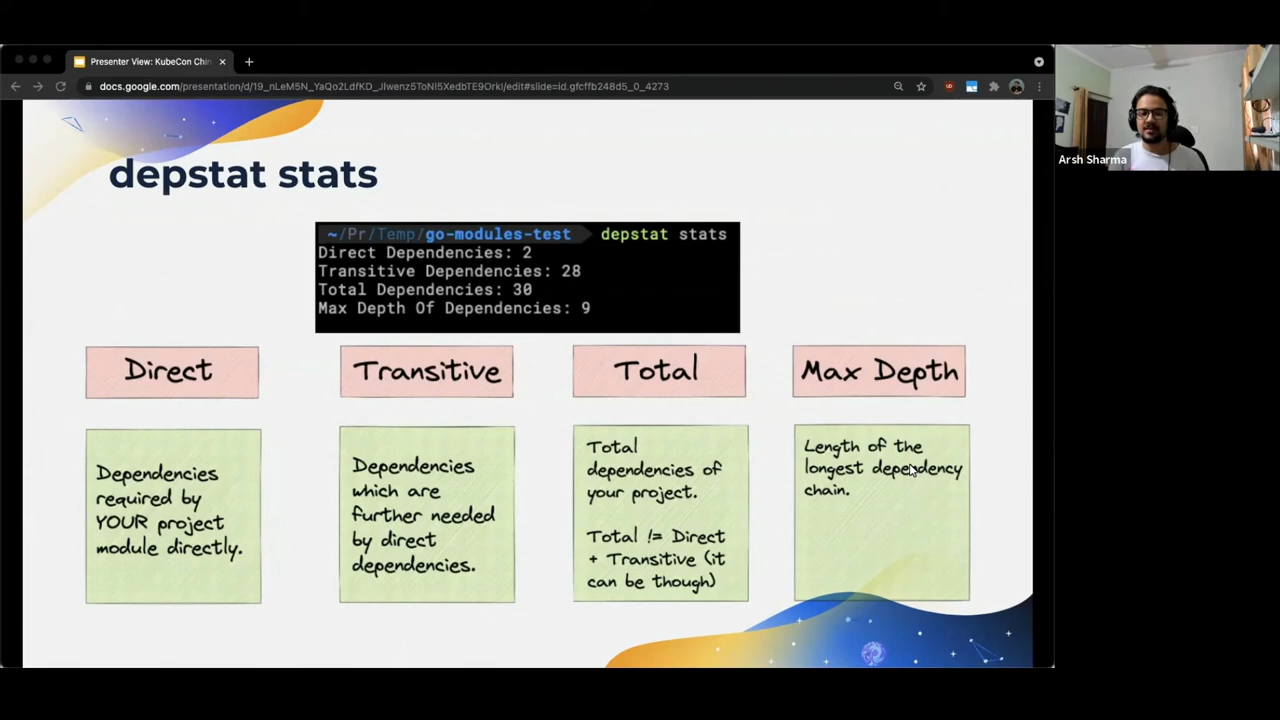 Presenter View: KubeCon Chin
docs.google.com/presentation/d/19_nLeM5N_YaQo2LdfKD_JIwenz5ToNl5XedbTE9OrkI/edit#slide=id.gfcffb248d5_0_4273
Arsh Sharma
depstat stats
~/Pr/Temp/go-modules-test depstat stats
Direct Dependencies: 2
Transitive Dependencies: 28
Total Dependencies: 30
Max Depth Of Dependencies: 9
Direct
Dependencies
required by
YOUR project
module directly.
Transitive
Dependencies
which are
further needed
by direct
dependencies.
Total
Total
dependencies of
your project.
Total != Direct
+ Transitive (it
can be though)
Max Depth
Length of the
longest dependency
chain.